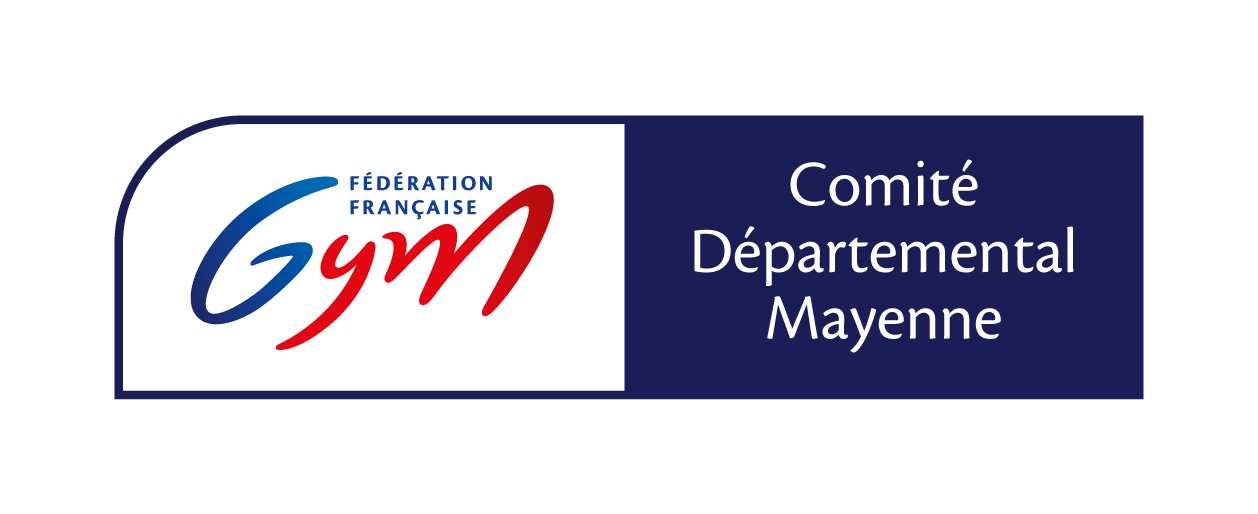 FÉDÉRATION
FRANÇAISE
Gym
Comité
Départemental
Mayenne